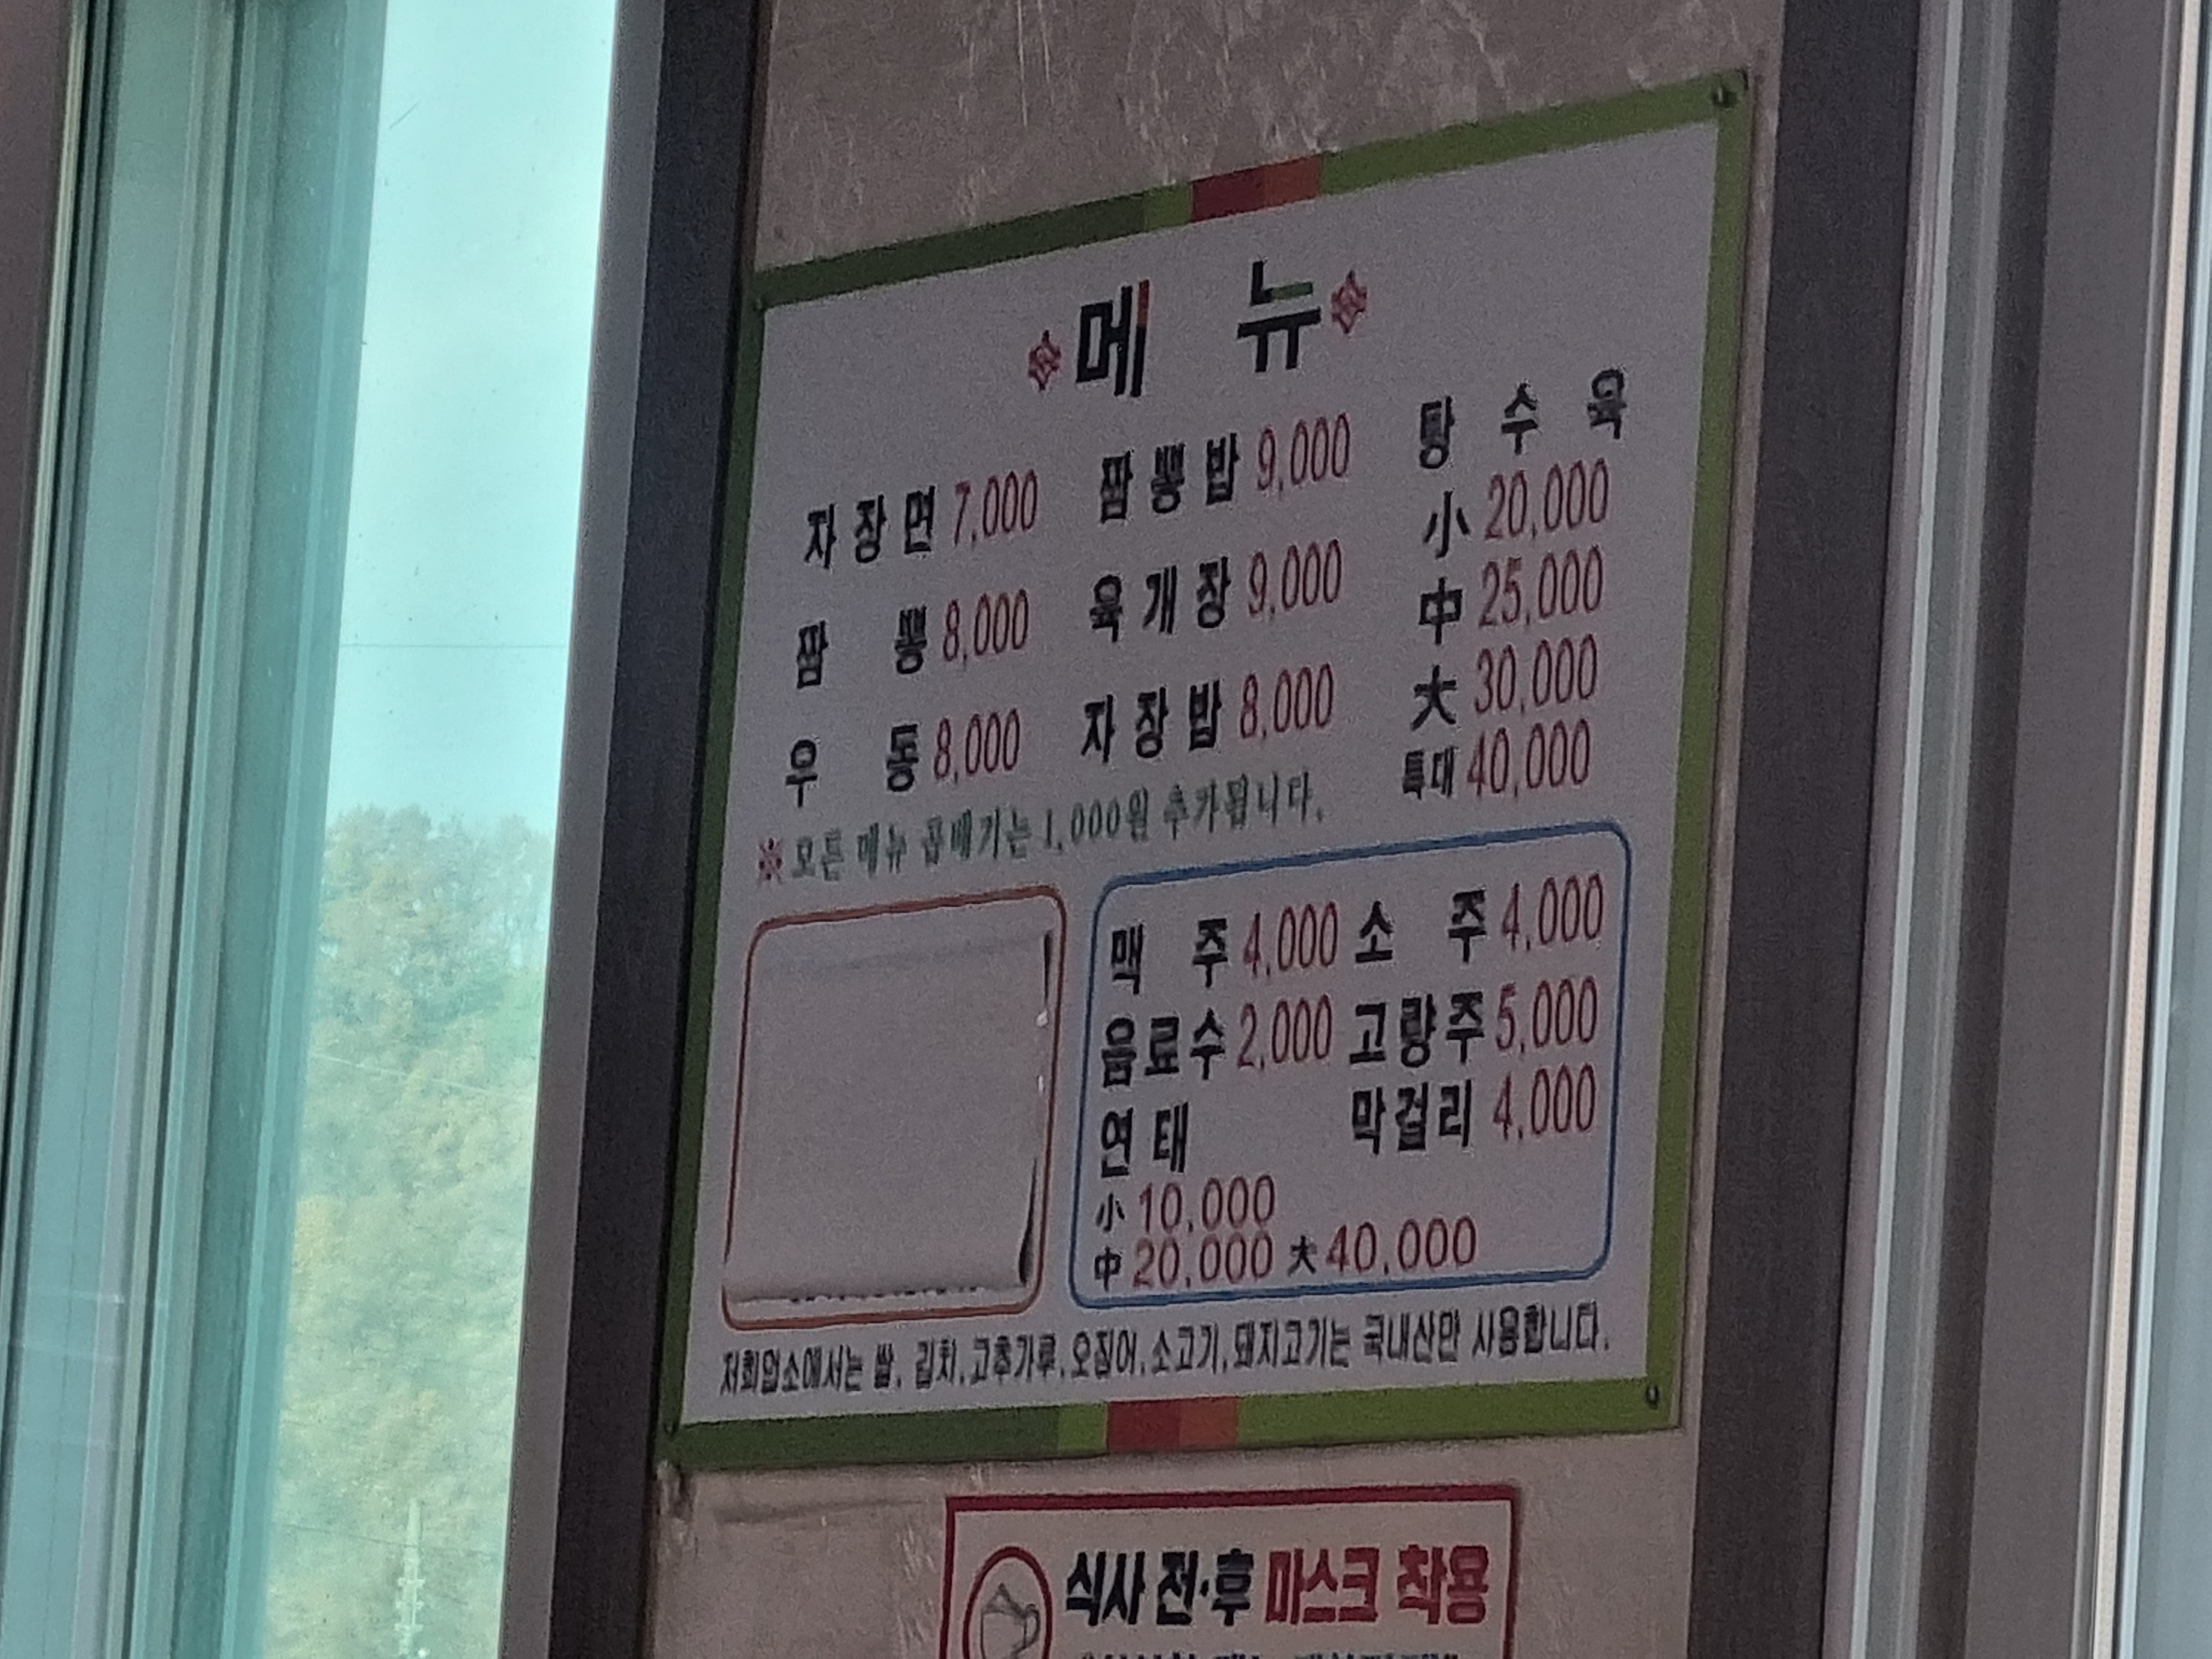 메 뉴
자장면 7,000 짬뽕밥 9,000 탕수육
小 20,000
짬 뽕 8,000 육개장 9,000 中 25,000
우 동 8,000 자장밥 8,000 大 30,000
특대 40,000
※모든 메뉴 곱배기는 1,000원 추가됩니다.
맥 주 4,000 소 주 4,000
음료수 2,000 고량주 5,000
연태 막걸리 4,000
小 10,000
中 20,000 大 40,000
저희업소에서는 쌀, 김치,고추가루,오징어,소고기,돼지고기는 국내산만 사용합니다.
식사 전·후 마스크 착용